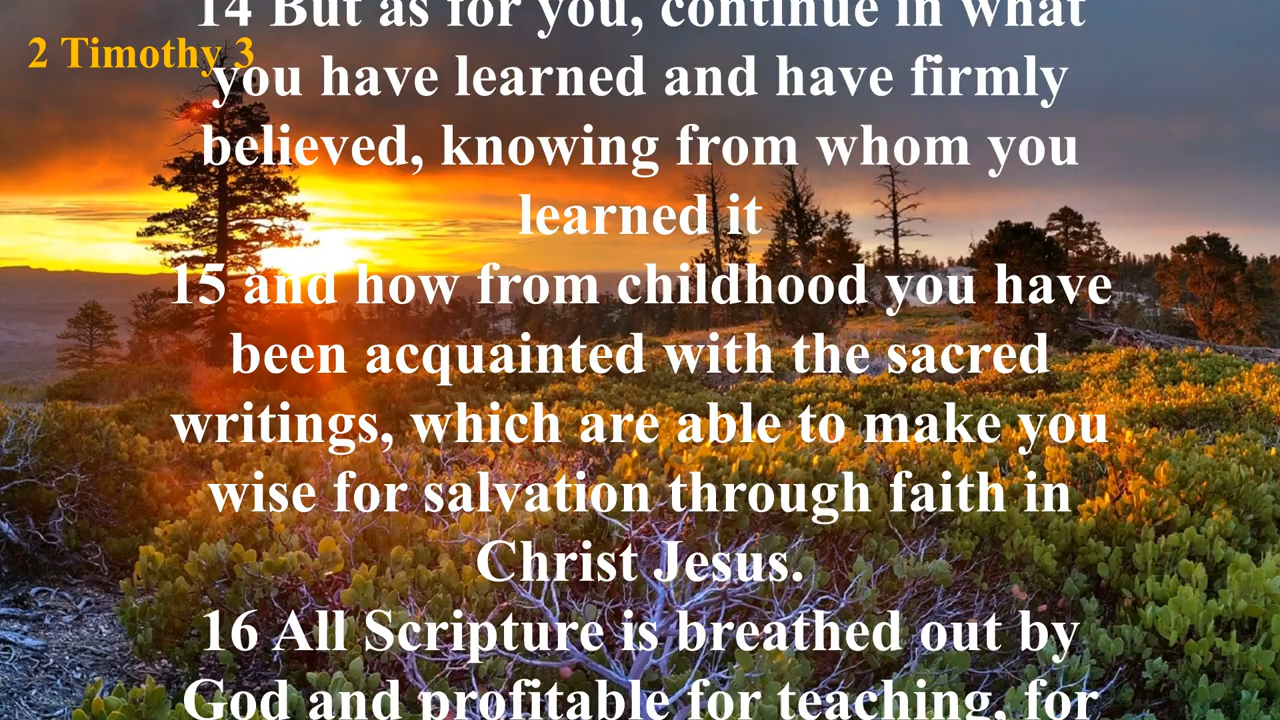 14 But as for you, continue in what
2 Timothy 3
you have learned and have firmly
believed, knowing from whom you
learned it
15 and how from childhood you have
been acquainted with the sacred
writings, which are able to make you
wise for salvation through faith in
Christ Jesus.
16 All Scripture is breathed out by
God and profitable for teaching, for